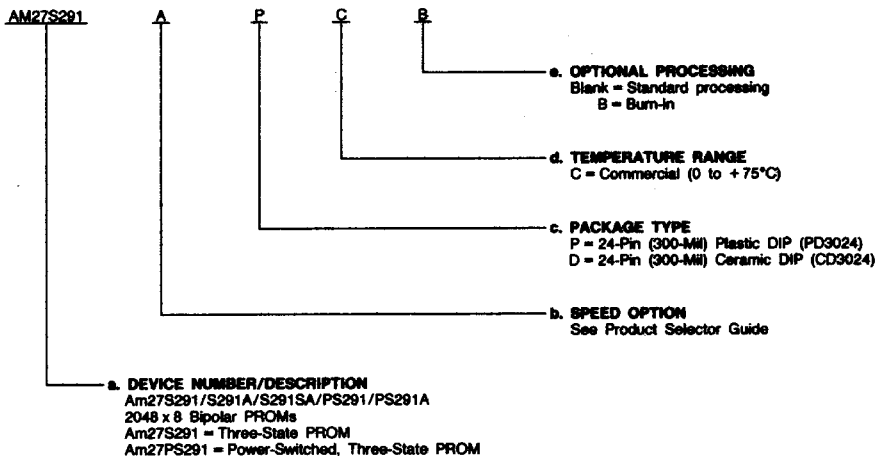 AM27S291 A P C B
e. OPTIONAL PROCESSING
Blank = Standard processing
B = Burn-in
d. TEMPERATURE RANGE
C = Commercial (0 to +75°C)
c. PACKAGE TYPE
P = 24-Pin (300-Mil) Plastic DIP (PD3024)
D = 24-Pin (300-Mil) Ceramic DIP (CD3024)
b. SPEED OPTION
See Product Selector Guide
a. DEVICE NUMBER/DESCRIPTION
Am27S291/S291A/S291SA/PS291/PS291A
2048 x 8 Bipolar PROMs
Am27S291 = Three-State PROM
Am27PS291 = Power-Switched, Three-State PROM